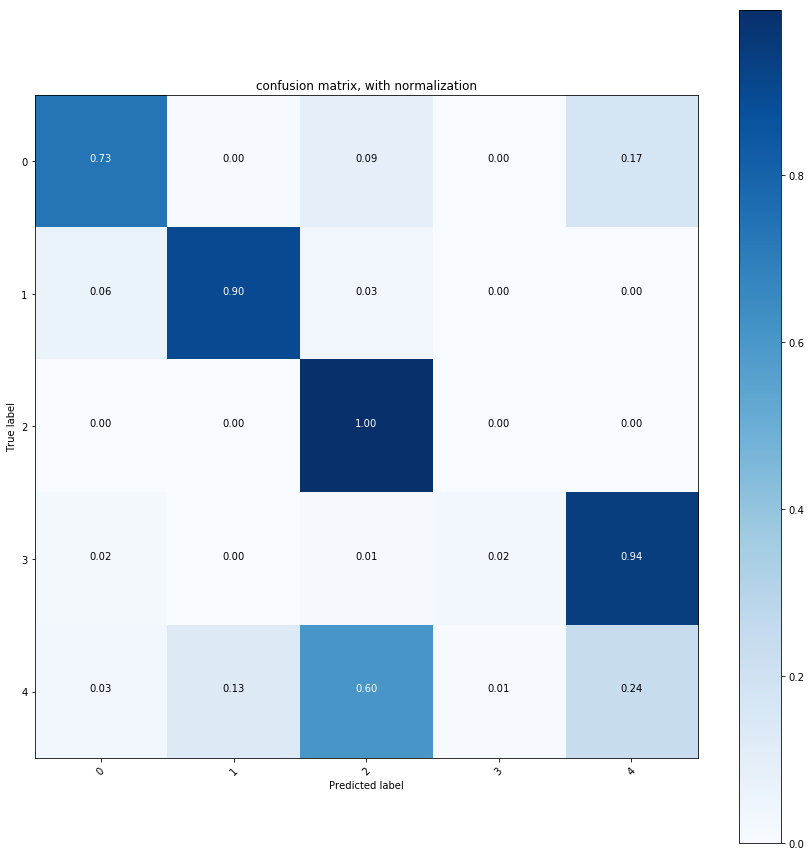 confusion matrix, with normalization
True label
0 0.73 0.00 0.09 0.00 0.17
1 0.06 0.90 0.03 0.00 0.00
2 0.00 0.00 1.00 0.00 0.00
3 0.02 0.00 0.01 0.02 0.94
4 0.03 0.13 0.60 0.01 0.24
0 1 2 3 4
Predicted label
0.8
0.6
0.4
0.2
0.0